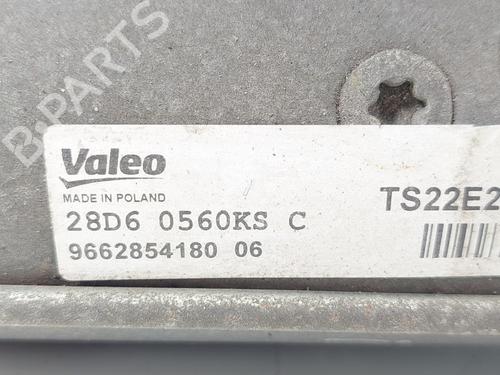 B-PARTS
Valeo
MADE IN POLAND
28D6 0560KS C
9662854180 06
TS22E2